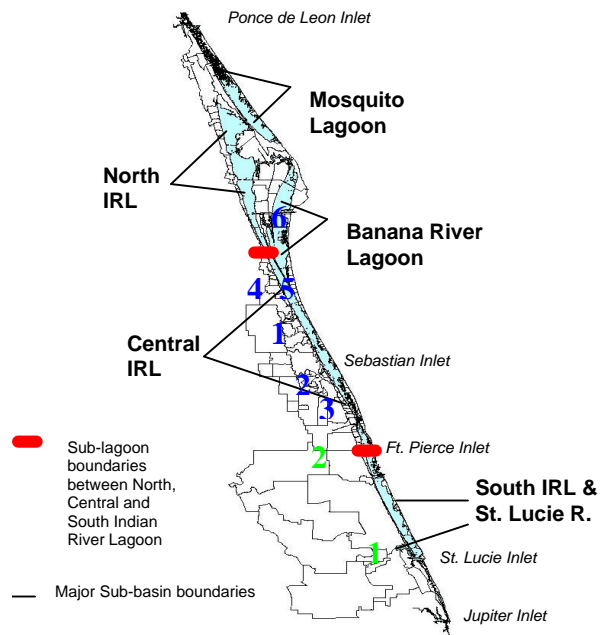 Ponce de Leon Inlet
Mosquito
Lagoon
North
IRL
6
Banana River
Lagoon
4
5
1
Central
IRL
Sebastian Inlet
2
3
Sub-lagoon
boundaries
between North,
Central and
South Indian
River Lagoon
2
Ft. Pierce Inlet
South IRL &
St. Lucie R.
1
St. Lucie Inlet
Major Sub-basin boundaries
Jupiter Inlet